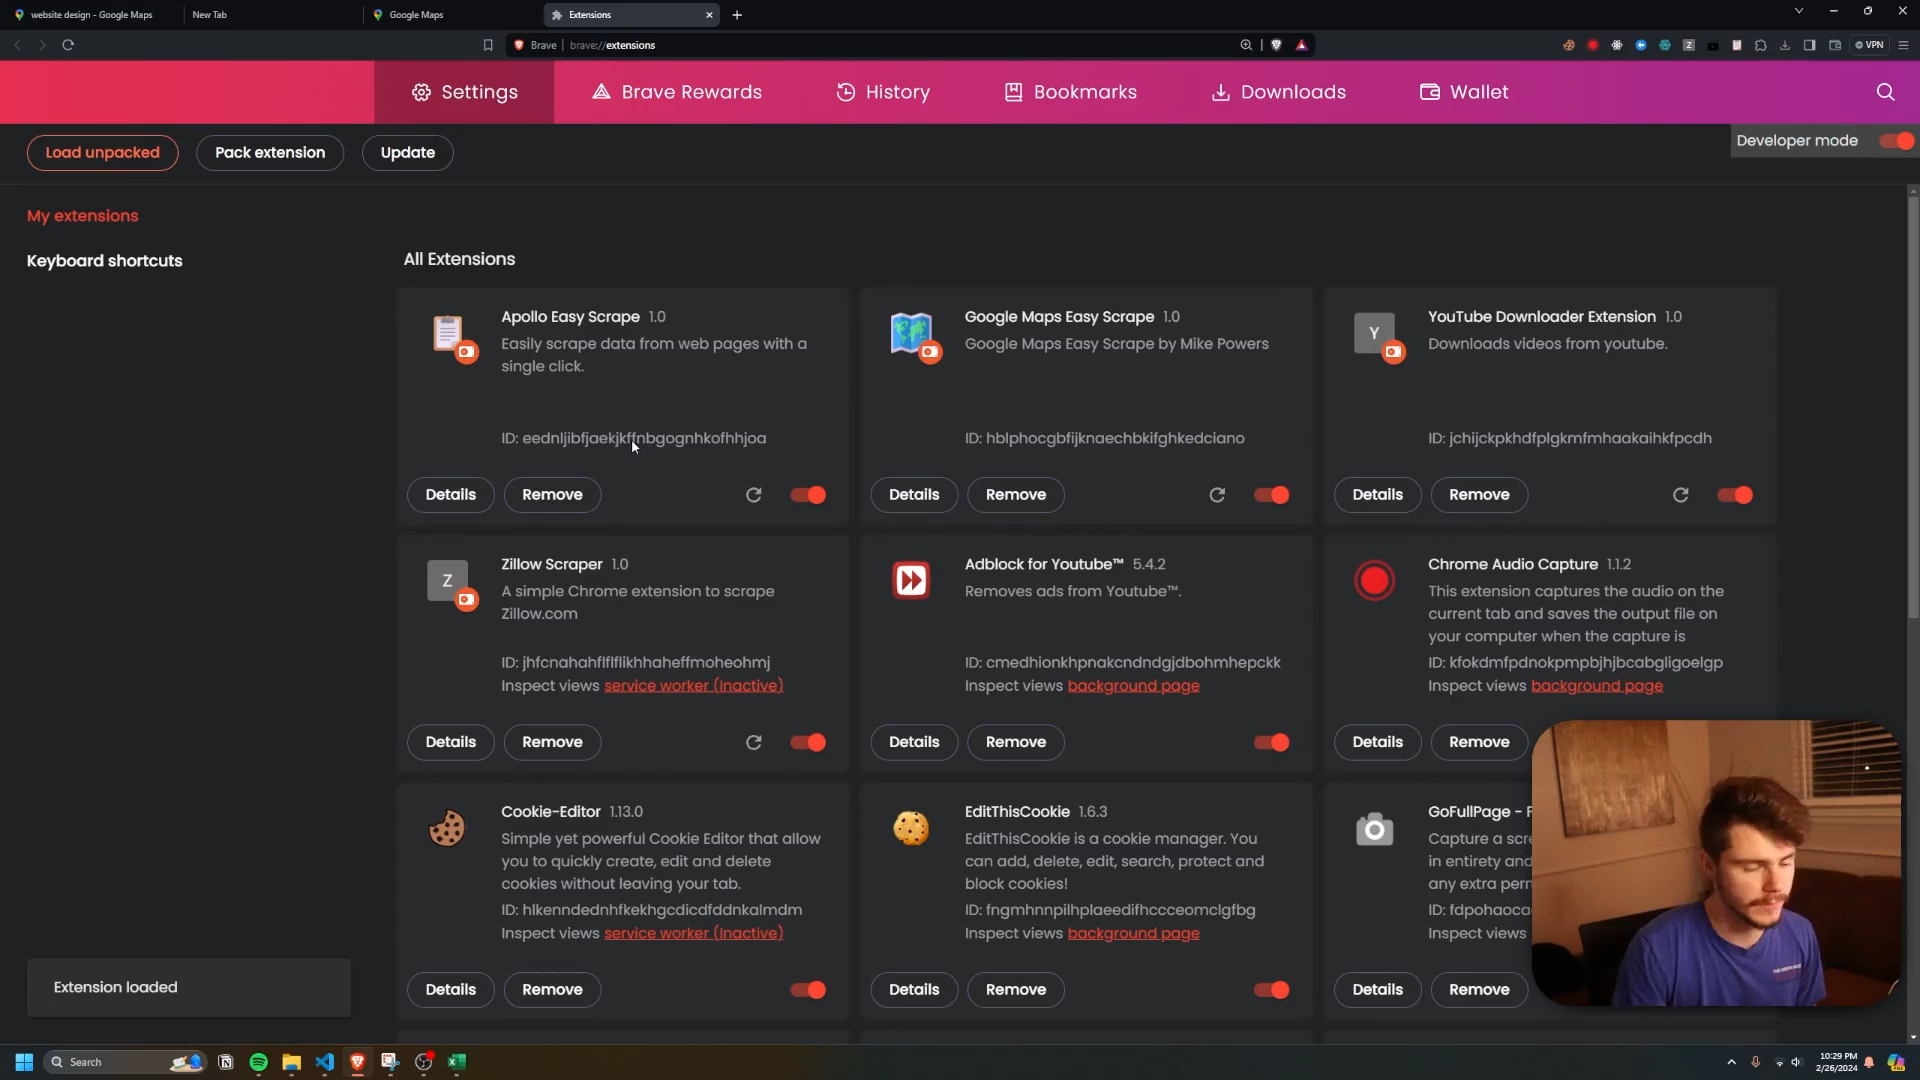 website design - Google Maps
New Tab
Google Maps
Extensions
Brave
brave://extensions
VPN
Settings
Brave Rewards
History
Bookmarks
Downloads
Wallet
Load unpacked
Pack extension
Update
Developer mode
My extensions
Keyboard shortcuts
All Extensions
Apollo Easy Scrape 1.0
Easily scrape data from web pages with a
single click.
ID: eednljibfjaekjkffnbgognhkofhhjoa
Details
Remove
Google Maps Easy Scrape 1.0
Google Maps Easy Scrape by Mike Powers
ID: hblphocgbfijknaechbkifghkedciano
Details
Remove
Y
YouTube Downloader Extension 1.0
Downloads videos from youtube.
ID: jchijckpkhdfplgkmfmhaakaihkfpcdh
Details
Remove
Z
Zillow Scraper 1.0
A simple Chrome extension to scrape
Zillow.com
ID: jhfcnahahflflflikhhaheffmoheohmj
Inspect views service worker (Inactive)
Details
Remove
Adblock for Youtube™ 5.4.2
Removes ads from Youtube™.
ID: cmedhionkhpnakcndndgjdbohmhepckk
Inspect views background page
Details
Remove
Chrome Audio Capture 1.1.2
This extension captures the audio on the
current tab and saves the output file on
your computer when the capture is
ID: kfokdmfpdnokpmpbjhjbcabgligoelgp
Inspect views background page
Details
Remove
Cookie-Editor 1.13.0
Simple yet powerful Cookie Editor that allow
you to quickly create, edit and delete
cookies without leaving your tab.
ID: hlkenndednhfkekhgcdicdfddnkalmdm
Inspect views service worker (Inactive)
Details
Remove
EditThisCookie 1.6.3
EditThisCookie is a cookie manager. You
can add, delete, edit, search, protect and
block cookies!
ID: fngmhnnpilhplaeedifhccceomclgfbg
Inspect views background page
Details
Remove
GoFullPage - F
Capture a scre
in entirety and
any extra perm
ID: fdpohaoca
Inspect views
Details
Remove
Extension loaded
Search
10:29 PM
2/26/2024